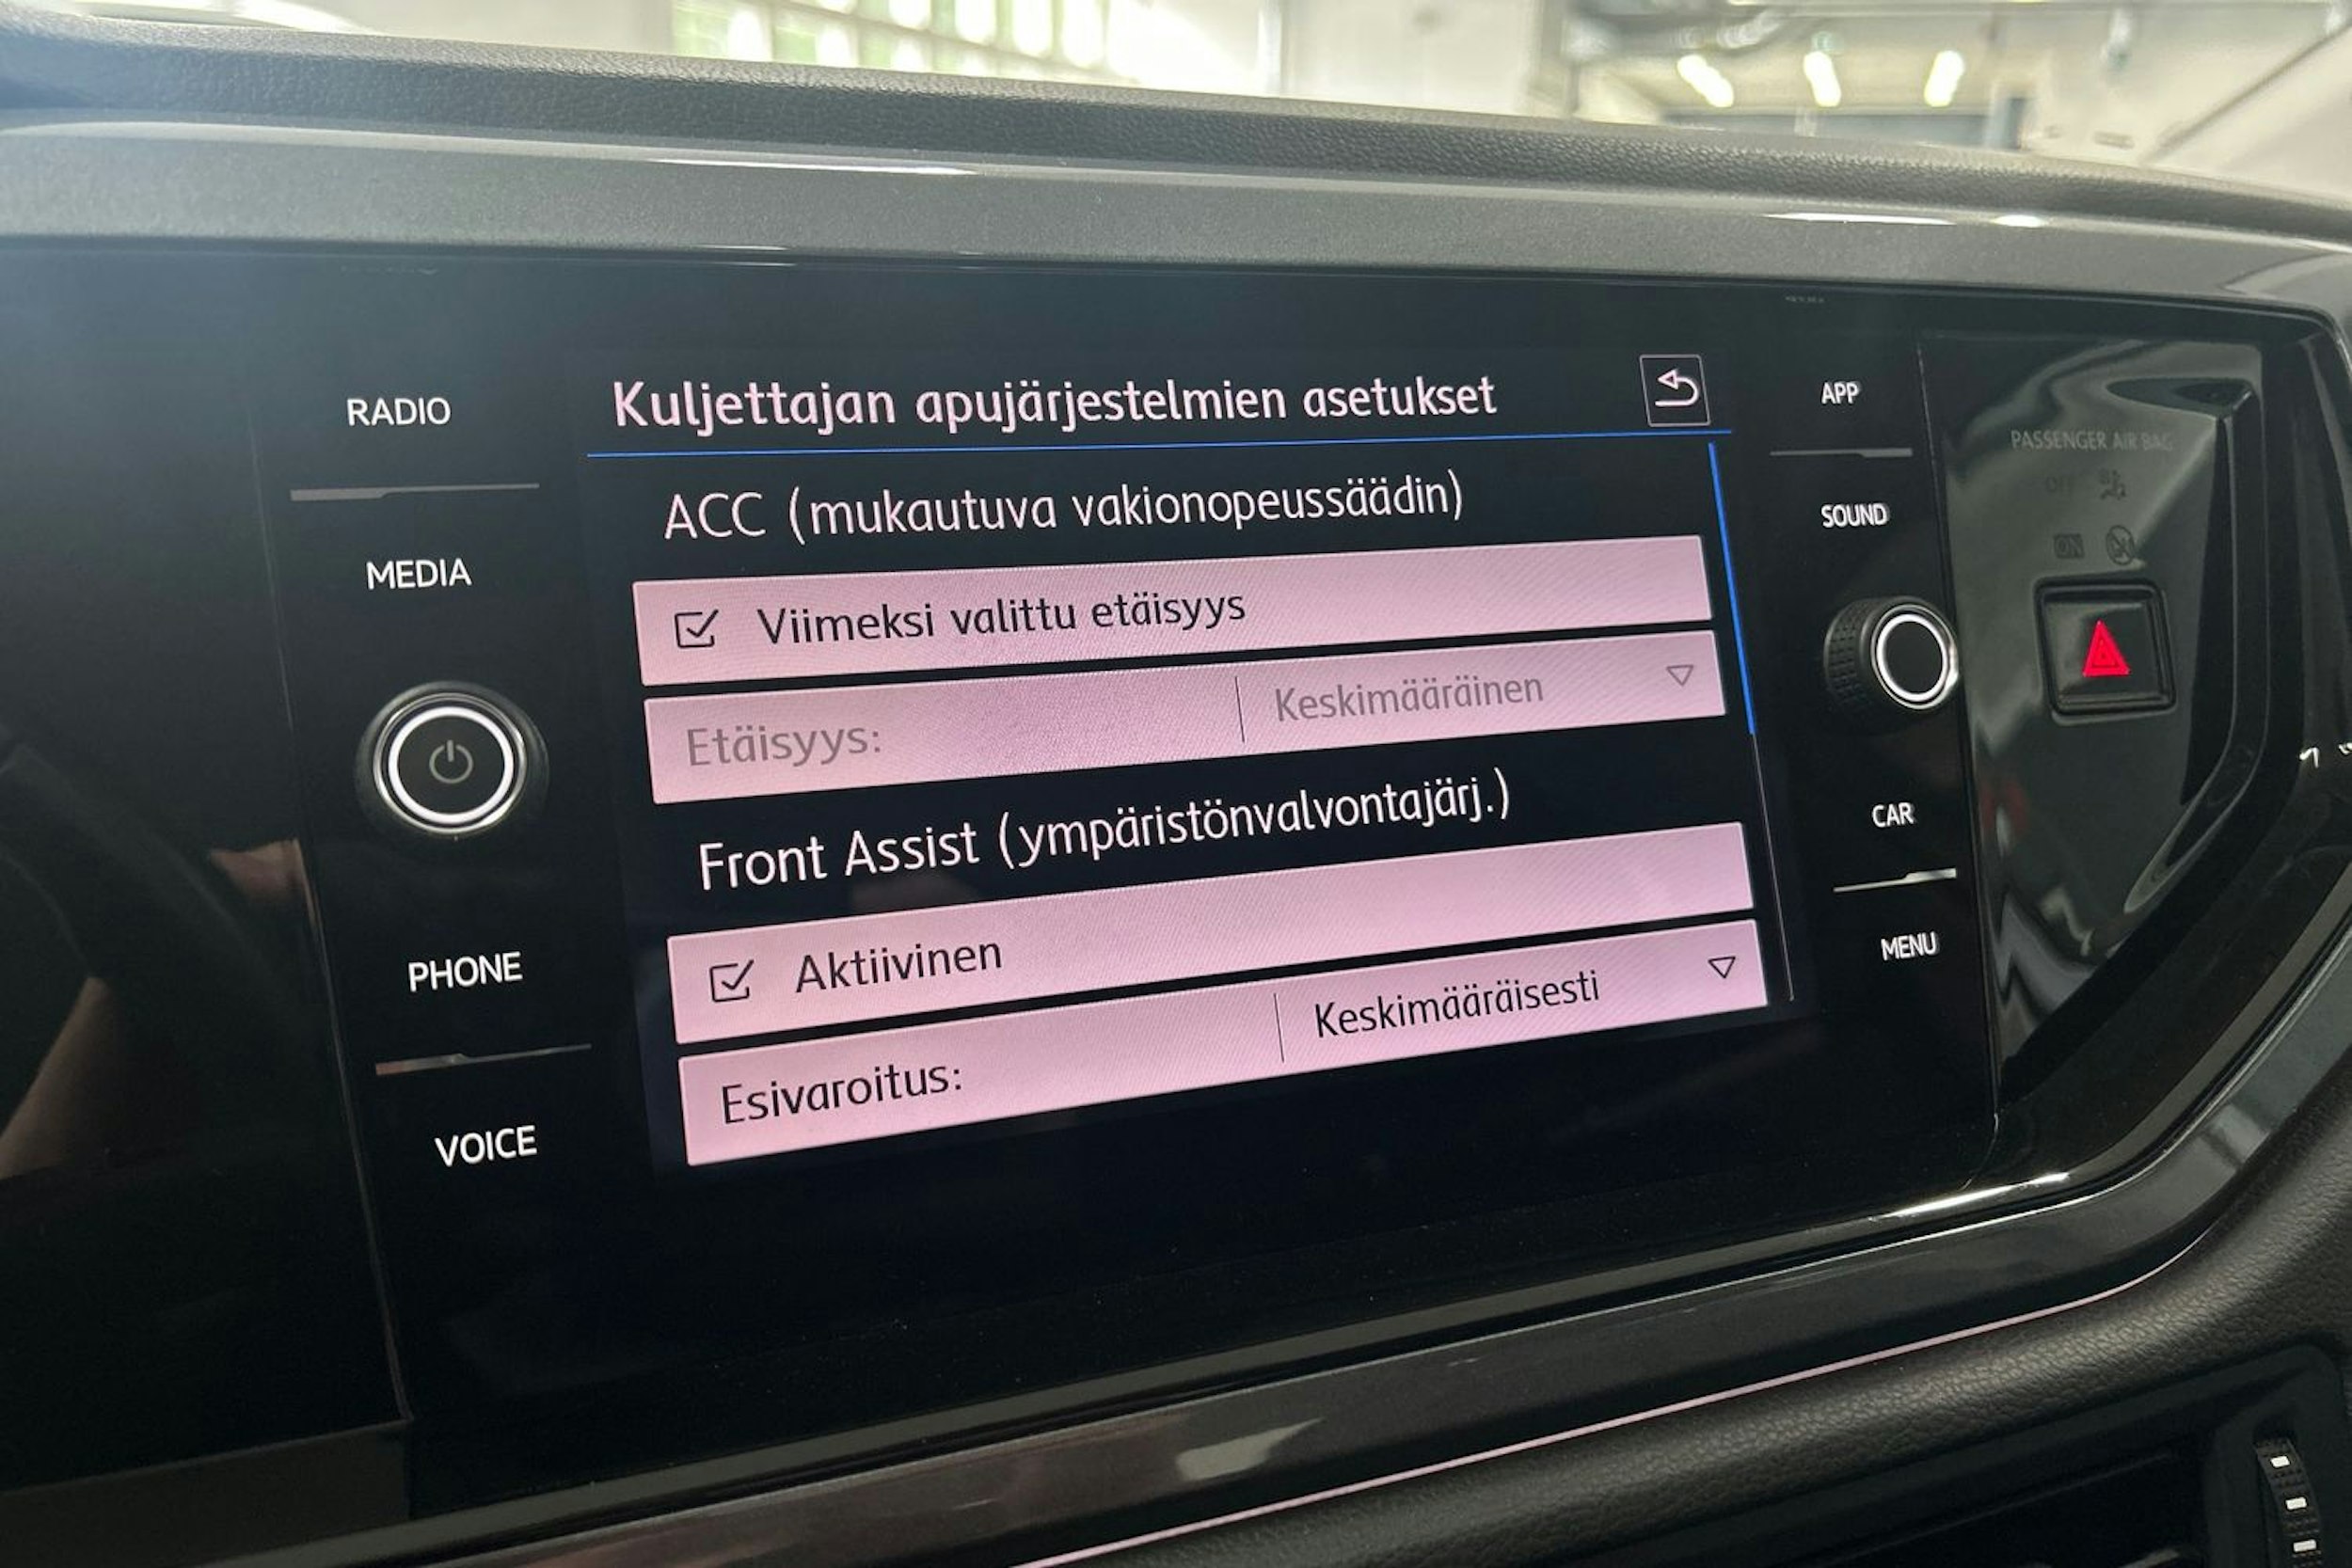 RADIO
MEDIA
PHONE
VOICE
Kuljettajan apujärjestelmien asetukset
ACC (mukautuva vakionopeussäädin)
Viimeksi valittu etäisyys
Etäisyys: Keskimääräinen
Front Assist (ympäristönvalvontajärj.)
Aktiivinen
Esivaroitus: Keskimääräisesti
APP
SOUND
CAR
MENU
PASSENGER AIR BAG
OFF
ON